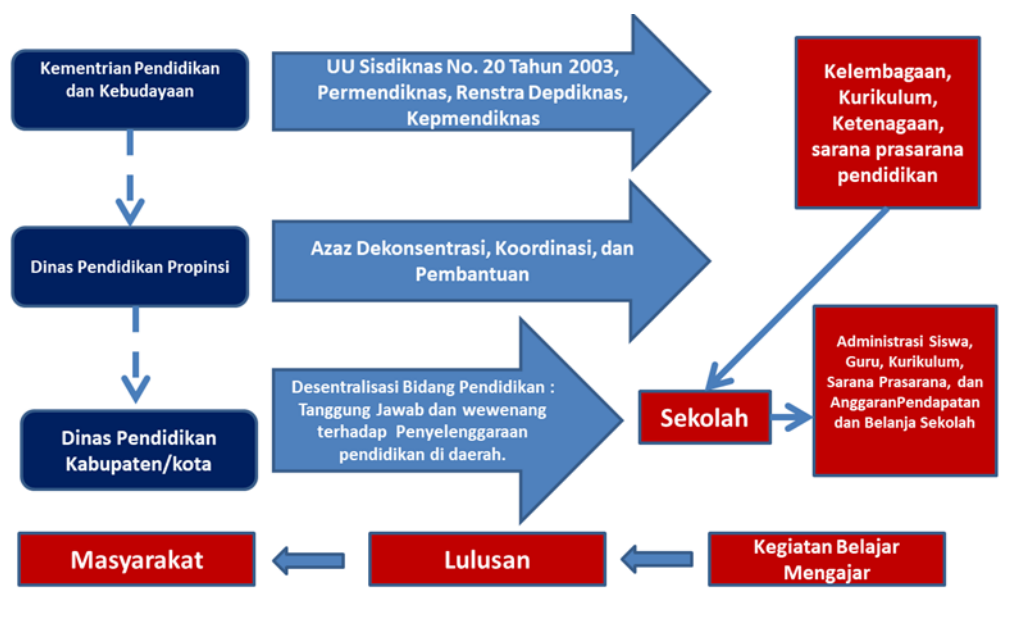 Kementrian Pendidikan
dan Kebudayaan
UU Sisdiknas No. 20 Tahun 2003,
Permendiknas, Renstra Depdiknas,
Kepmendiknas
Kelembagaan,
Kurikulum,
Ketenagaan,
sarana prasarana
pendidikan
Dinas Pendidikan Propinsi
Azaz Dekonsentrasi, Koordinasi, dan
Pembantuan
Dinas Pendidikan
Kabupaten/kota
Desentralisasi Bidang Pendidikan :
Tanggung Jawab dan wewenang
terhadap Penyelenggaraan
pendidikan di daerah.
Sekolah
Administrasi Siswa,
Guru, Kurikulum,
Sarana Prasarana, dan
AnggaranPendapatan
dan Belanja Sekolah
Masyarakat
Lulusan
Kegiatan Belajar
Mengajar